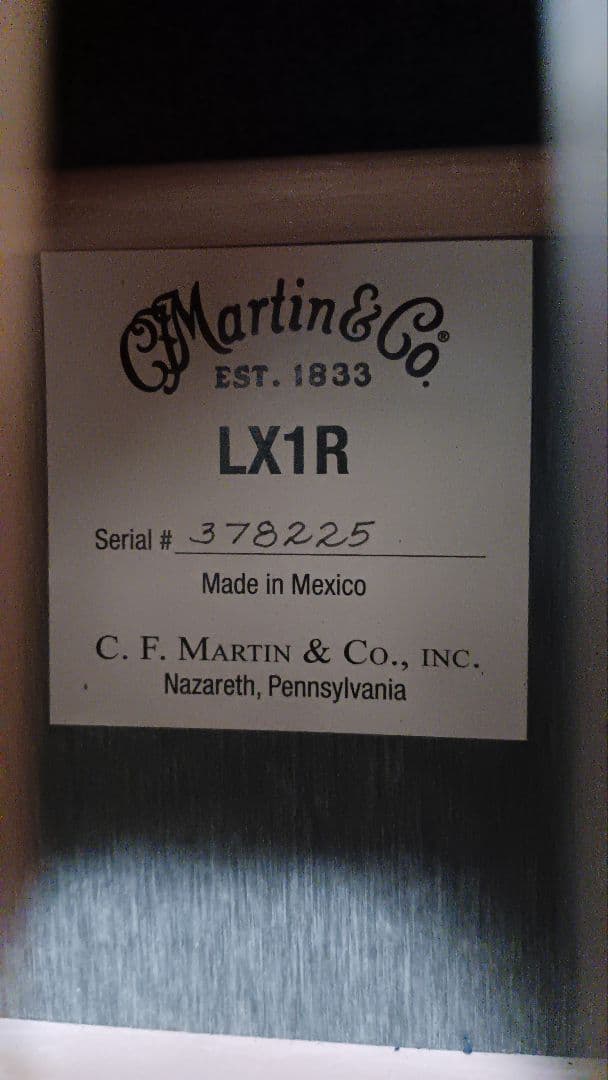 CFMartin & Co.®
EST. 1833
LX1R
Serial # 378225
Made in Mexico
C. F. MARTIN & CO., INC.
Nazareth, Pennsylvania